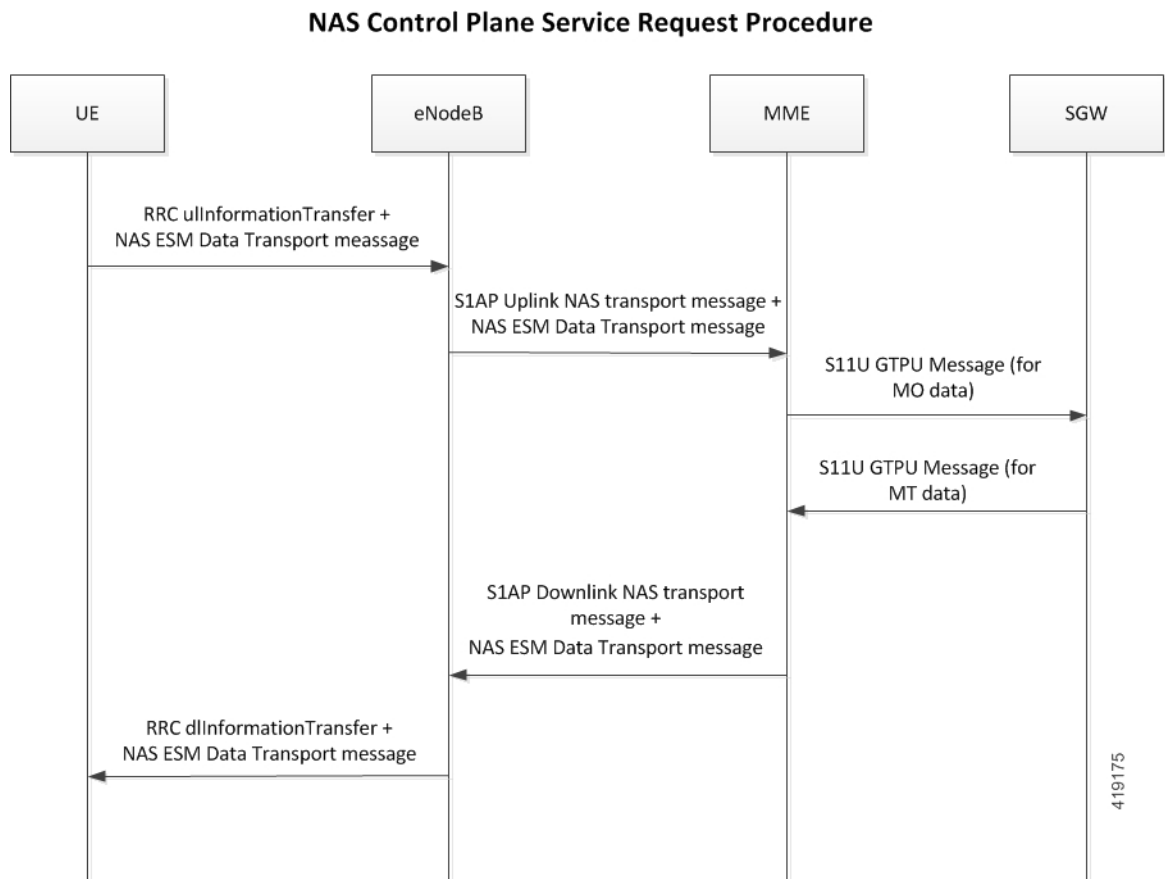 NAS Control Plane Service Request Procedure
UE
eNodeB
MME
SGW
RRC ulInformationTransfer +
NAS ESM Data Transport meassage
S1AP Uplink NAS transport message +
NAS ESM Data Transport message
S11U GTPU Message (for
MO data)
S11U GTPU Message (for
MT data)
S1AP Downlink NAS transport
message +
NAS ESM Data Transport message
RRC dlInformationTransfer +
NAS ESM Data Transport message
419175